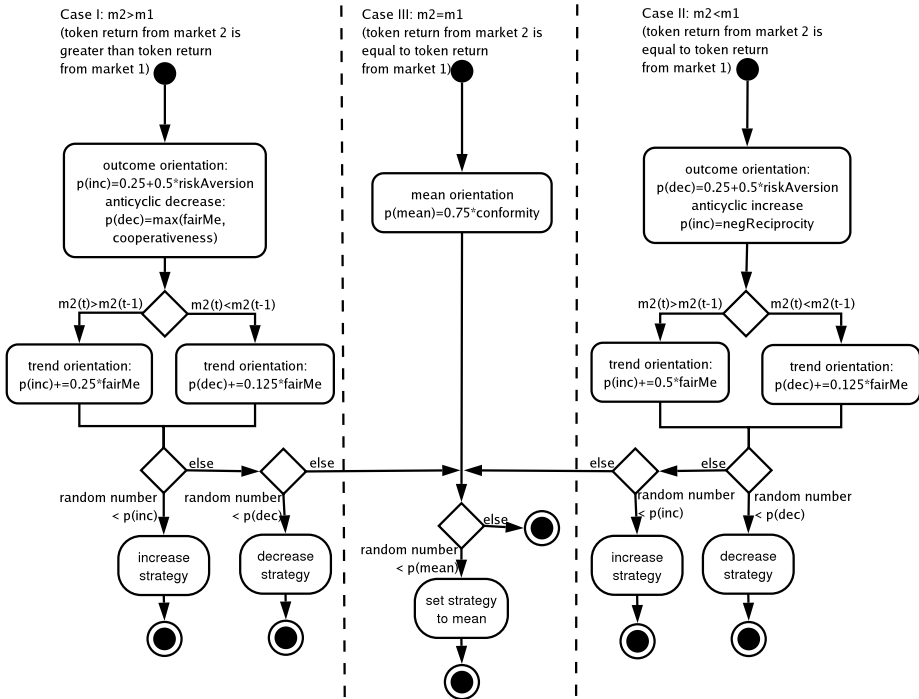 Case I: m2>m1
(token return from market 2 is
greater than token return
from market 1)
outcome orientation:
p(inc)=0.25+0.5*riskAversion
anticyclic decrease:
p(dec)=max(fairMe,
cooperativeness)
m2(t)>m2(t-1)
m2(t)<m2(t-1)
trend orientation:
p(inc)+=0.25*fairMe
trend orientation:
p(dec)+=0.125*fairMe
else
else
random number
< p(inc)
random number
< p(dec)
increase
strategy
decrease
strategy
Case III: m2=m1
(token return from market 2 is
equal to token return
from market 1)
mean orientation
p(mean)=0.75*conformity
else
random number
< p(mean)
set strategy
to mean
Case II: m2<m1
(token return from market 2 is
equal to token return
from market 1)
outcome orientation:
p(dec)=0.25+0.5*riskAversion
anticyclic increase
p(inc)=negReciprocity
m2(t)>m2(t-1)
m2(t)<m2(t-1)
trend orientation:
p(inc)+=0.5*fairMe
trend orientation:
p(dec)+=0.125*fairMe
else
else
random number
< p(inc)
random number
< p(dec)
increase
strategy
decrease
strategy